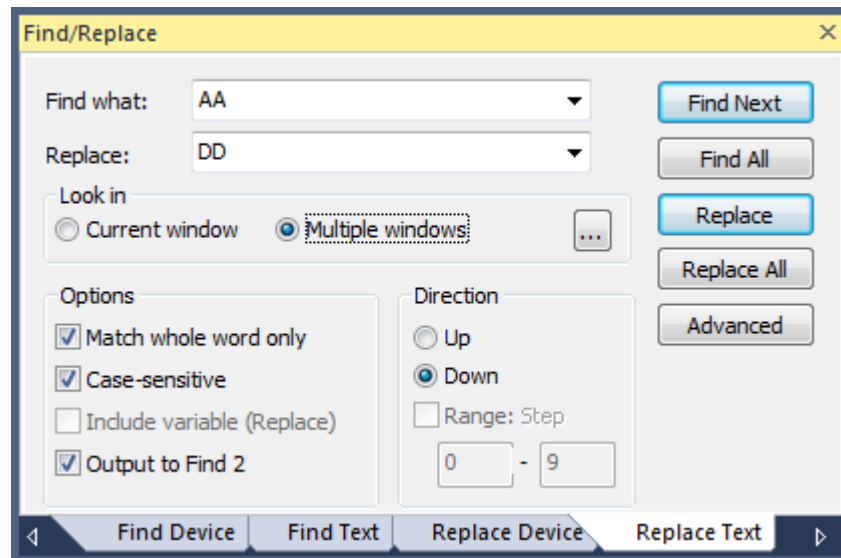 Find/Replace
Find what: AA
Find Next
Replace: DD
Find All
Look in
Current window Multiple windows ...
Replace
Replace All
Options
Match whole word only
Case-sensitive
Include variable (Replace)
Output to Find 2
Direction
Up
Down
Range: Step
0 - 9
Advanced
Find Device Find Text Replace Device Replace Text